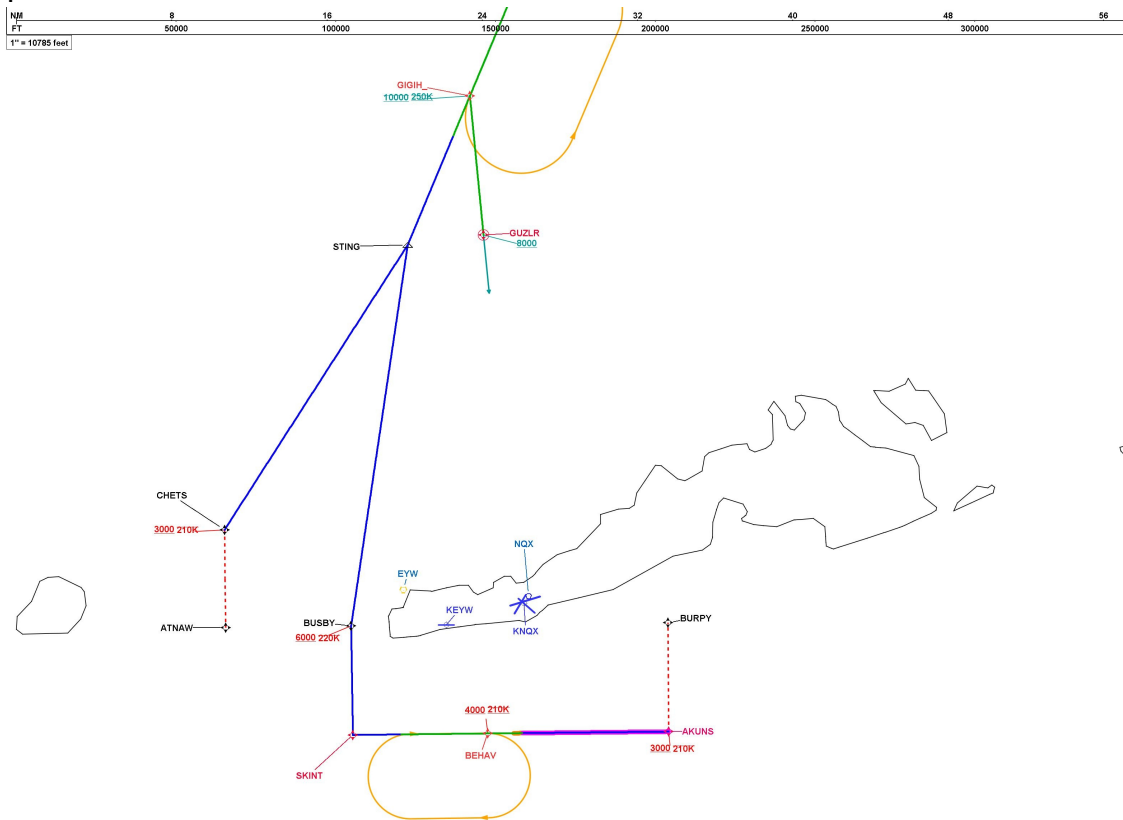 NM 8 16 24 32 40 48 56
FT 50000 100000 150000 200000 250000 300000
1" = 10785 feet
GIGIH_
10000 250K
GUZLR
8000
STING
CHETS
3000 210K
NQX
EYW
KEYW
ATNAW
BUSBY
6000 220K
KNQX
BURPY
4000 210K
AKUNS
3000 210K
BEHAV
SKINT